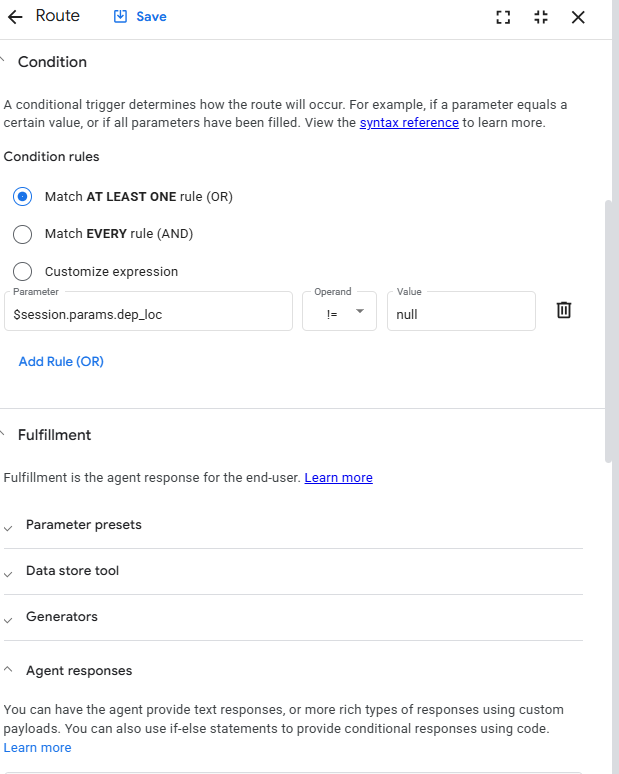 Route Save
Condition
A conditional trigger determines how the route will occur. For example, if a parameter equals a
certain value, or if all parameters have been filled. View the syntax reference to learn more.
Condition rules
Match AT LEAST ONE rule (OR)
Match EVERY rule (AND)
Customize expression
Parameter Operand Value
$session.params.dep_loc != null
Add Rule (OR)
Fulfillment
Fulfillment is the agent response for the end-user. Learn more
Parameter presets
Data store tool
Generators
Agent responses
You can have the agent provide text responses, or more rich types of responses using custom
payloads. You can also use if-else statements to provide conditional responses using code.
Learn more